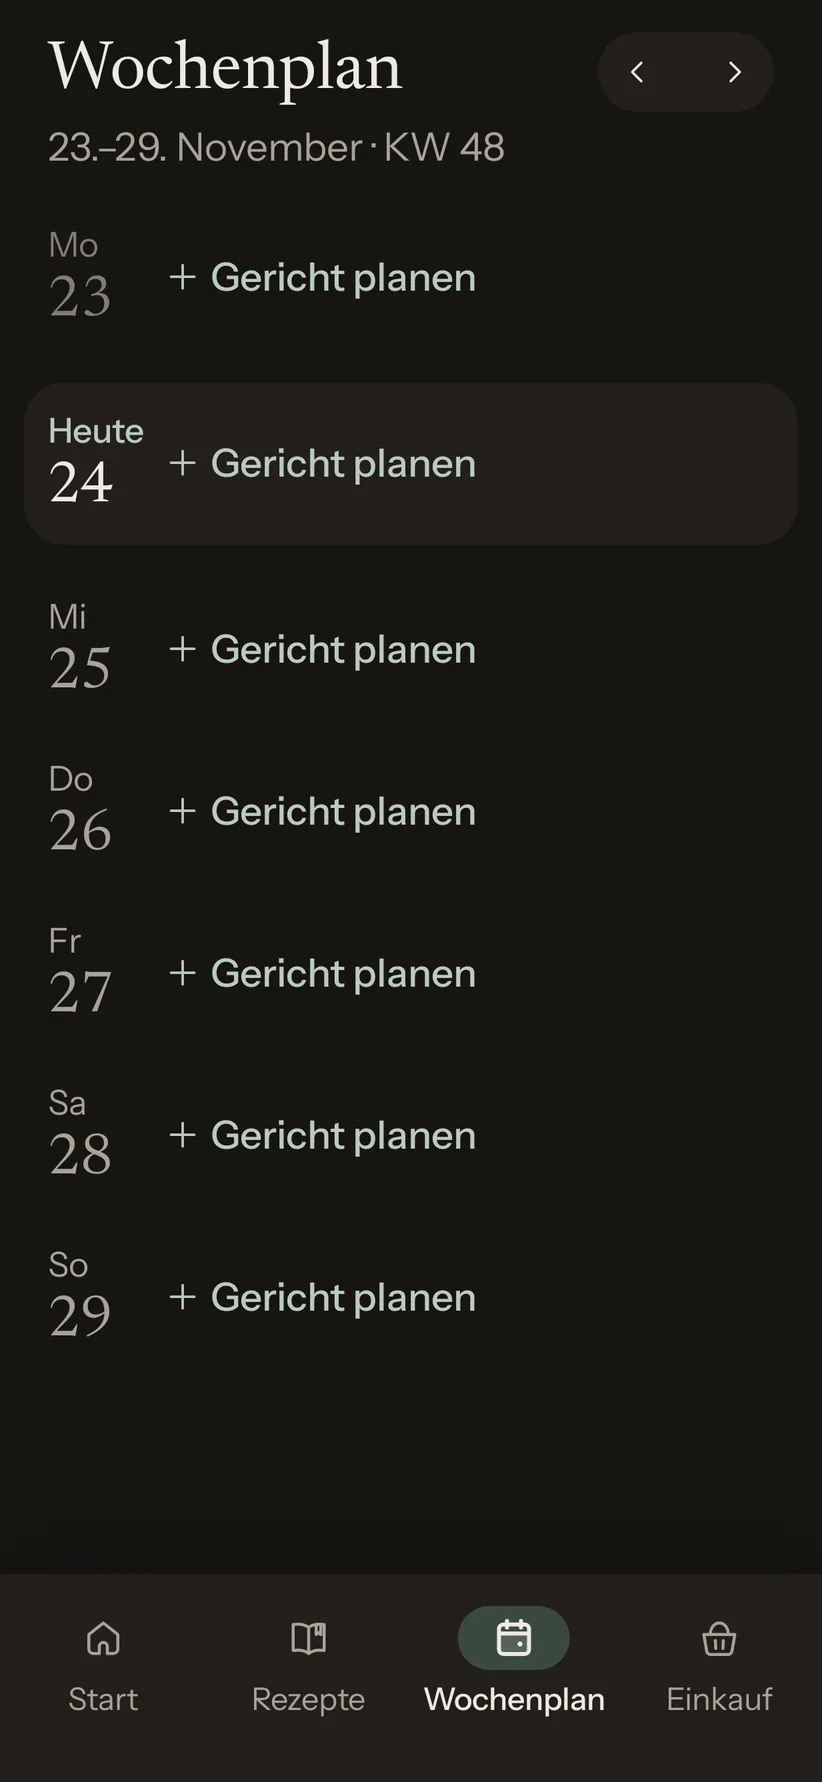 Wochenplan
23.–29. November · KW 48
Mo
23
+ Gericht planen
Heute
24
+ Gericht planen
Mi
25
+ Gericht planen
Do
26
+ Gericht planen
Fr
27
+ Gericht planen
Sa
28
+ Gericht planen
So
29
+ Gericht planen
Start
Rezepte
Wochenplan
Einkauf